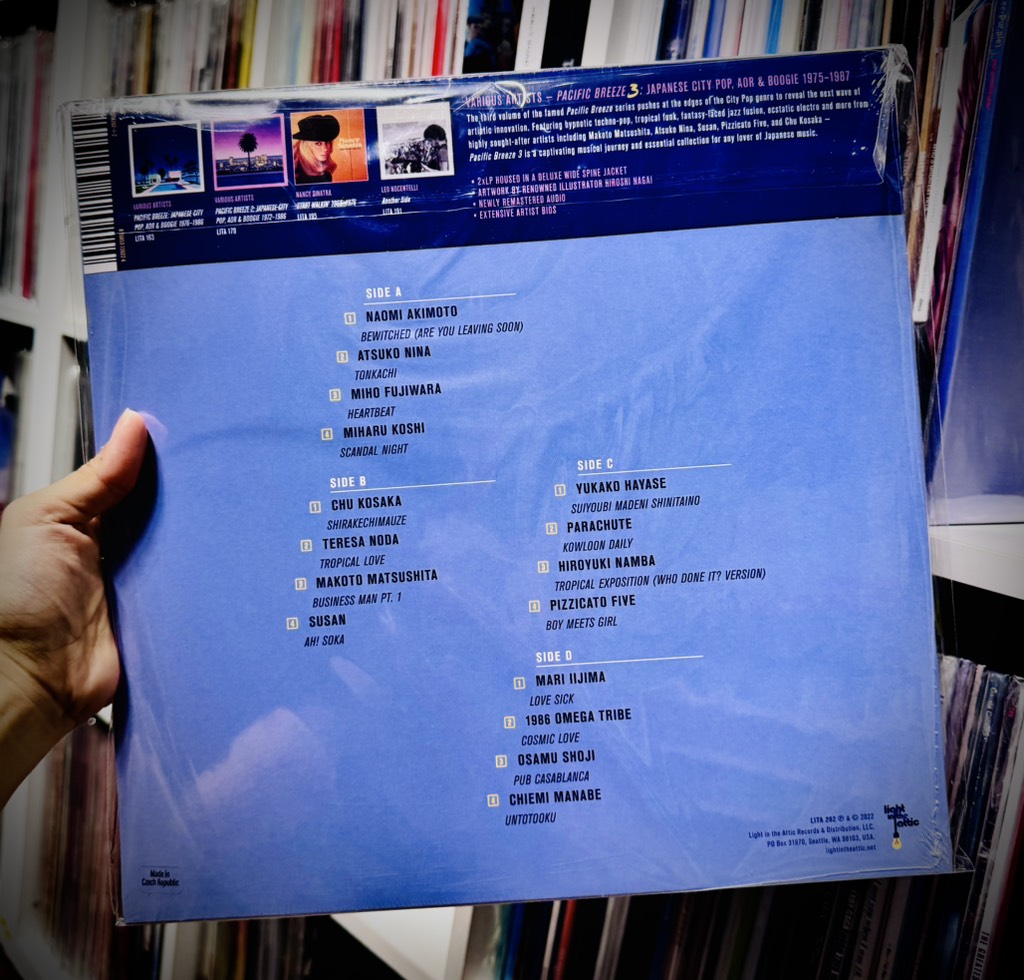 VARIOUS ARTISTS – PACIFIC BREEZE 3: JAPANESE CITY POP, AOR & BOOGIE 1975–1987
The third volume of the famed Pacific Breeze series pushes at the edges of the City Pop genre to reveal the next wave of
artistic innovation. Featuring hypnotic techno-pop, tropical funk, fantasy-laced jazz fusion, ecstatic electro and more from
highly sought-after artists including Makoto Matsushita, Atsuko Nina, Susan, Pizzicato Five, and Chu Kosaka –
Pacific Breeze 3 is a captivating musical journey and essential collection for any lover of Japanese music.
• 2xLP HOUSED IN A DELUXE WIDE SPINE JACKET
• ARTWORK BY RENOWNED ILLUSTRATOR HIROSHI NAGAI
• NEWLY REMASTERED AUDIO
• EXTENSIVE ARTIST BIOS
VARIOUS ARTISTS
PACIFIC BREEZE: JAPANESE CITY
POP, AOR & BOOGIE 1976–1986
LITA 163
VARIOUS ARTISTS
PACIFIC BREEZE 2: JAPANESE CITY
POP, AOR & BOOGIE 1972–1986
LITA 179
NANCY SINATRA
START WALKIN' 1965–1976
LITA 195
LEO NOCENTELLI
Another Side
LITA 191
SIDE A
1 NAOMI AKIMOTO
BEWITCHED (ARE YOU LEAVING SOON)
2 ATSUKO NINA
TONKACHI
3 MIHO FUJIWARA
HEARTBEAT
4 MIHARU KOSHI
SCANDAL NIGHT
SIDE B
1 CHU KOSAKA
SHIRAKECHIMAUZE
2 TERESA NODA
TROPICAL LOVE
3 MAKOTO MATSUSHITA
BUSINESS MAN PT. 1
4 SUSAN
AH! SOKA
SIDE C
1 YUKAKO HAYASE
SUIYOUBI MADENI SHINITAINO
2 PARACHUTE
KOWLOON DAILY
3 HIROYUKI NAMBA
TROPICAL EXPOSITION (WHO DONE IT? VERSION)
4 PIZZICATO FIVE
BOY MEETS GIRL
SIDE D
1 MARI IIJIMA
LOVE SICK
2 1986 OMEGA TRIBE
COSMIC LOVE
3 OSAMU SHOJI
PUB CASABLANCA
4 CHIEMI MANABE
UNTOTOOKU
LITA 202 ℗ & © 2022
Light in the Attic Records & Distribution, LLC.
PO Box 31970, Seattle, WA 98103, USA.
lightintheattic.net
light
in the
attic
Made in
Czech Republic